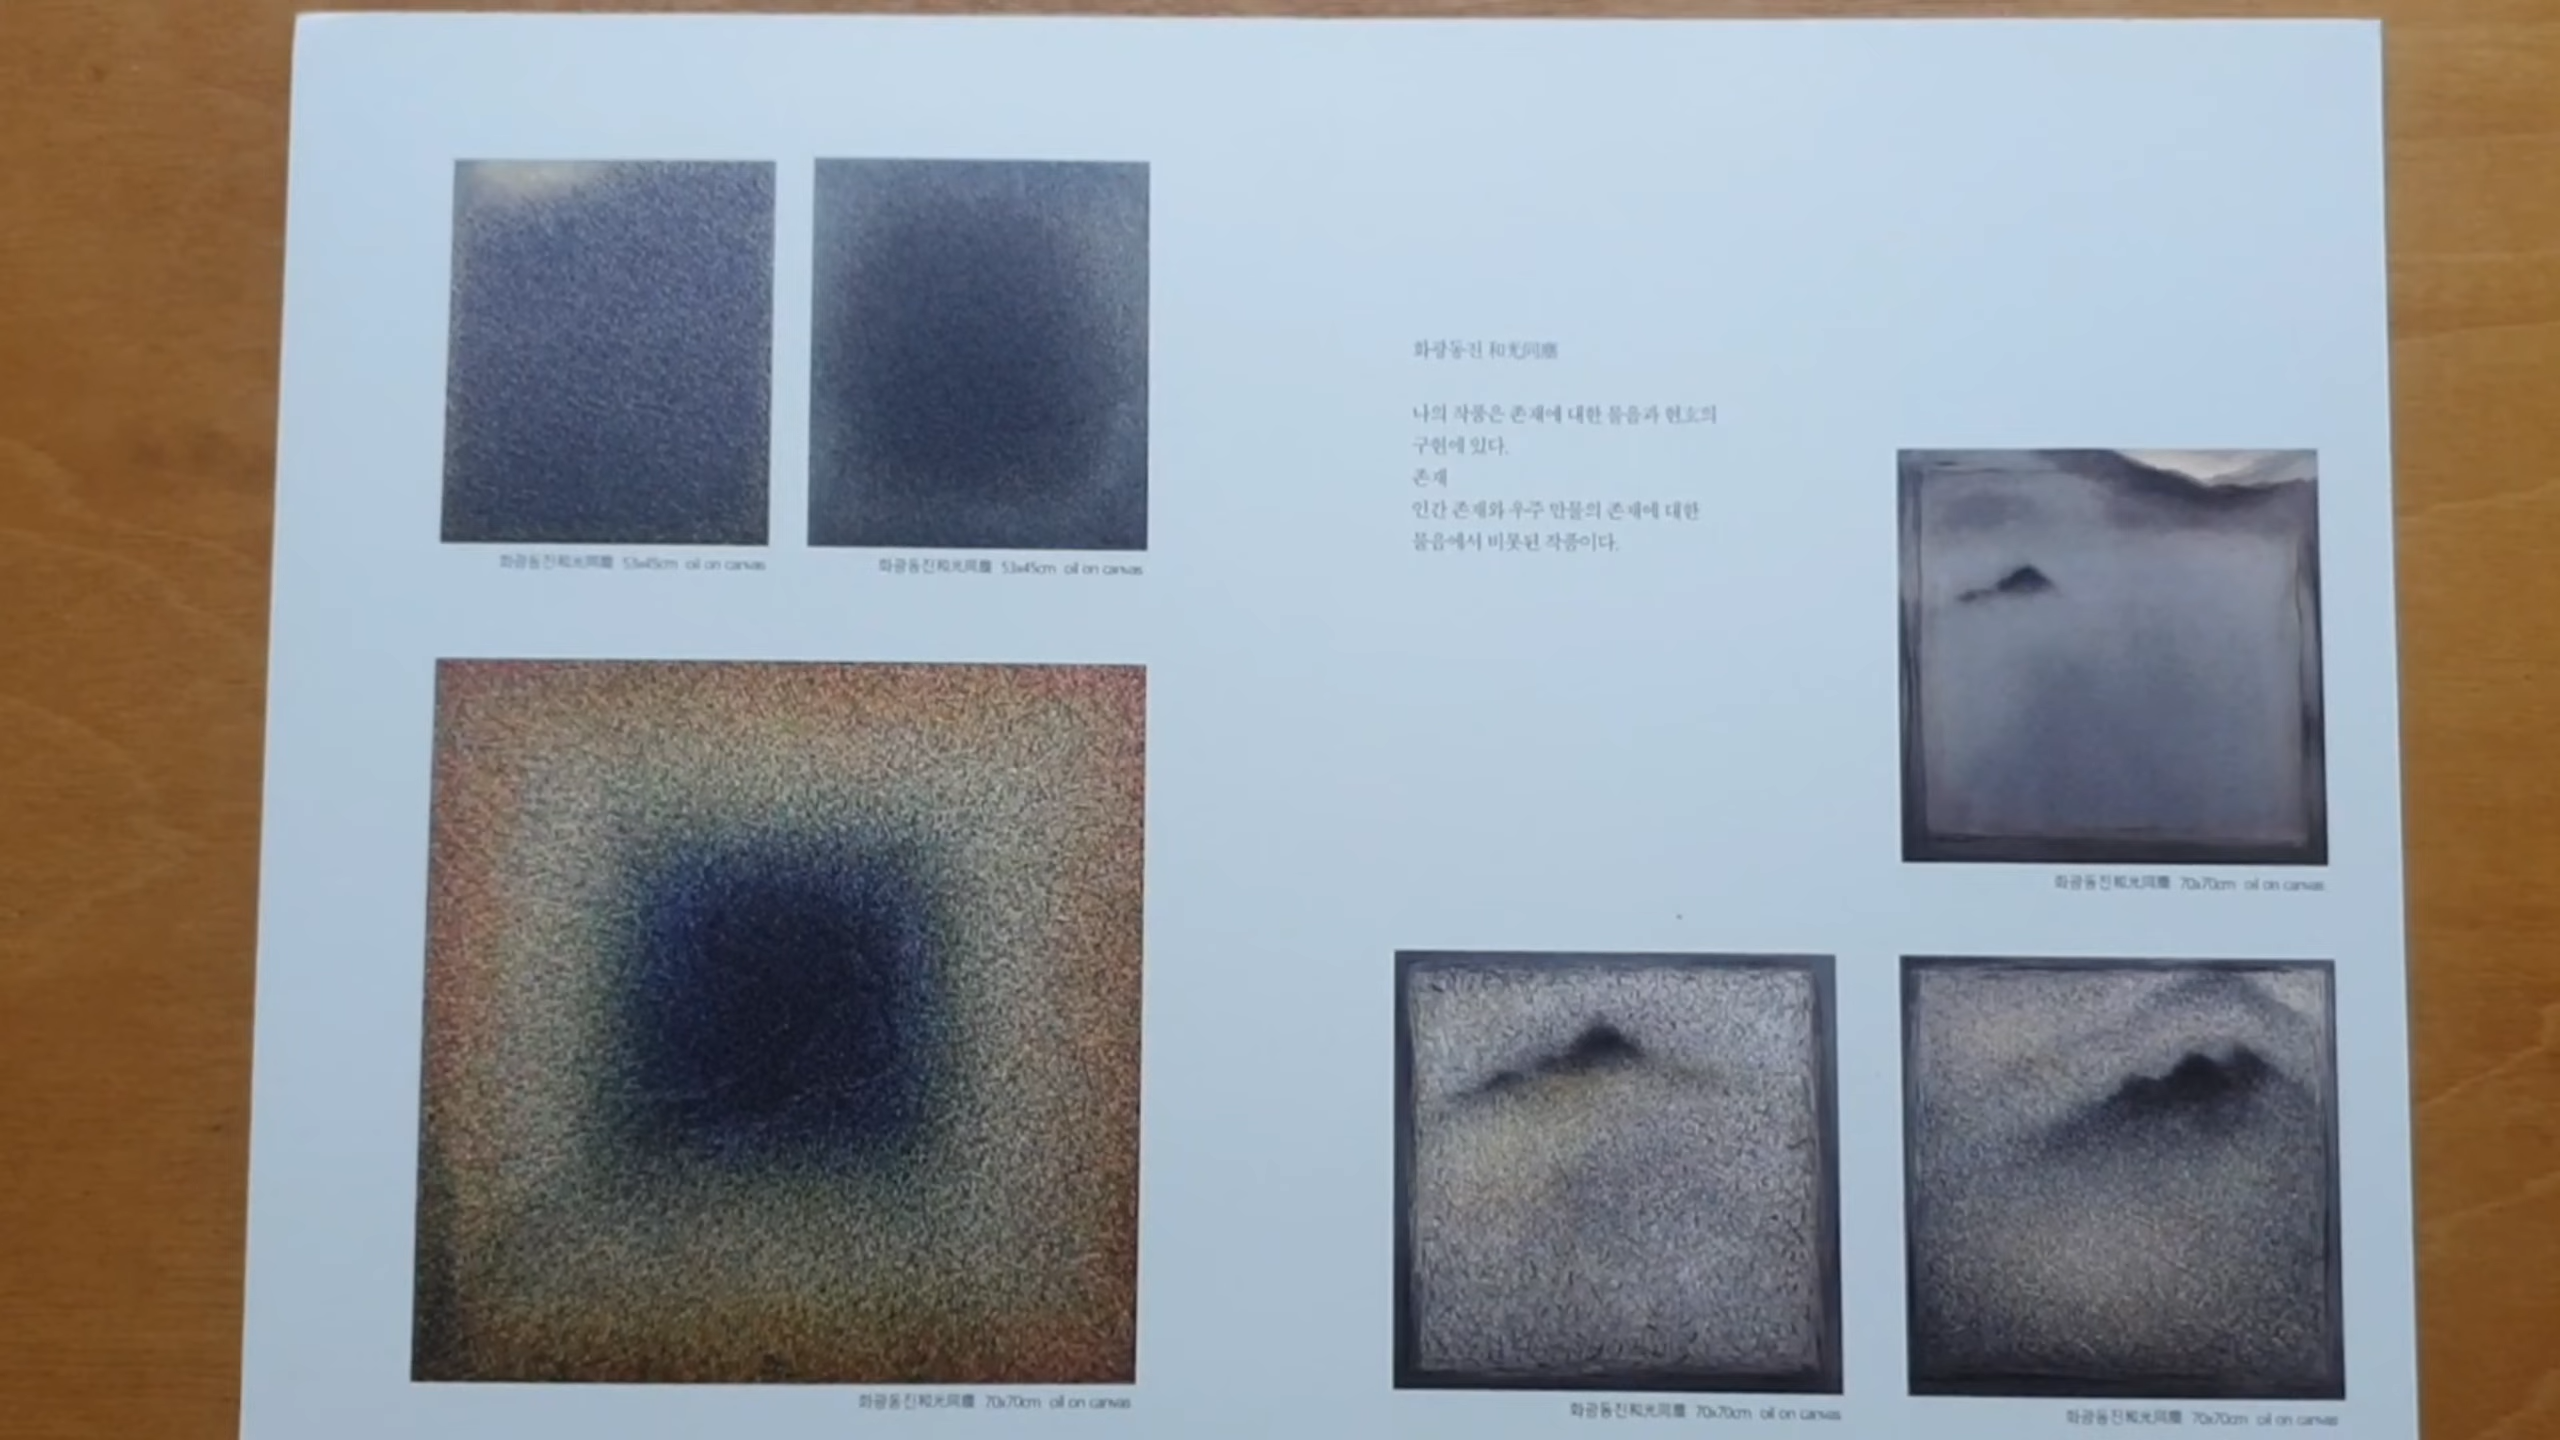 화광동진和光同塵 53x45cm oil on canvas
화광동진和光同塵 53x45cm oil on canvas
화광동진和光同塵 70x70cm oil on canvas
화광동진 和光同塵
나의 작품은 존재에 대한 물음과 현소의
구현에 있다.
존재
인간 존재와 우주 만물의 존재에 대한
물음에서 비롯된 작품이다.
화광동진和光同塵 70x70cm oil on canvas
화광동진和光同塵 70x70cm oil on canvas
화광동진和光同塵 70x70cm oil on canvas